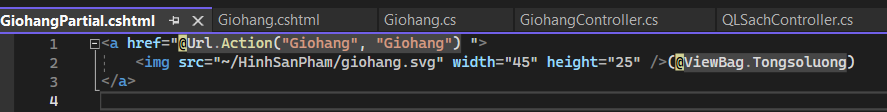 GiohangPartial.cshtml Giohang.cshtml Giohang.cs GiohangController.cs QLSachController.cs
1 <a href="@Url.Action("Giohang", "Giohang") ">
2 <img src="~/HinhSanPham/giohang.svg" width="45" height="25" />(@ViewBag.Tongsoluong)
3 </a>
4